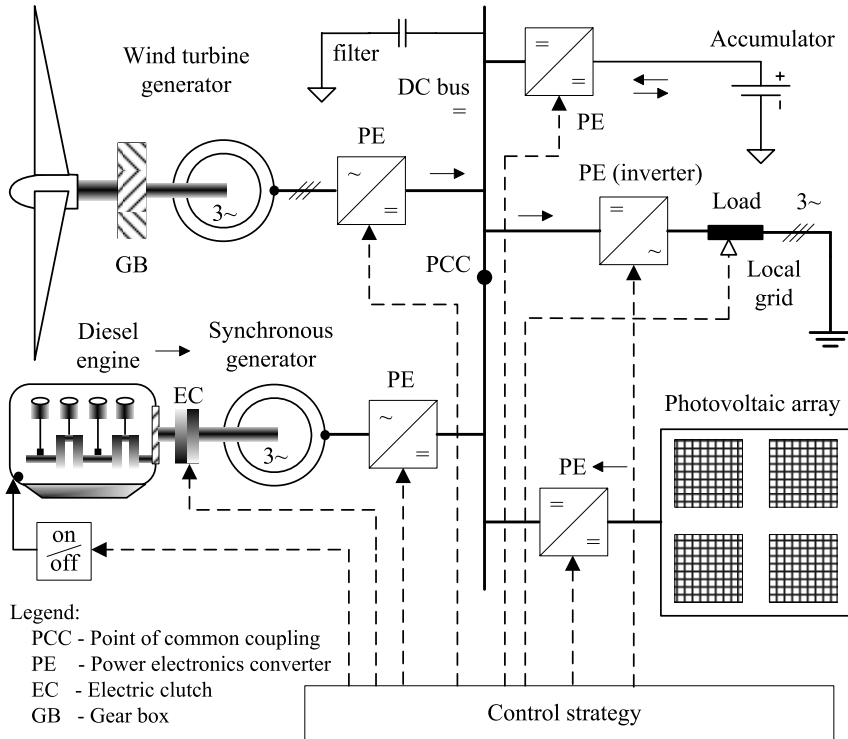 Wind turbine
generator
filter
DC bus
=
=
=
PE
Accumulator
+
-
PE
~
=
3~
GB
PE (inverter)
=
~
Load
3~
Local
grid
PCC
Diesel
engine
Synchronous
generator
EC
3~
PE
~
=
Photovoltaic array
PE
=
=
on
off
Legend:
PCC - Point of common coupling
PE - Power electronics converter
EC - Electric clutch
GB - Gear box
Control strategy